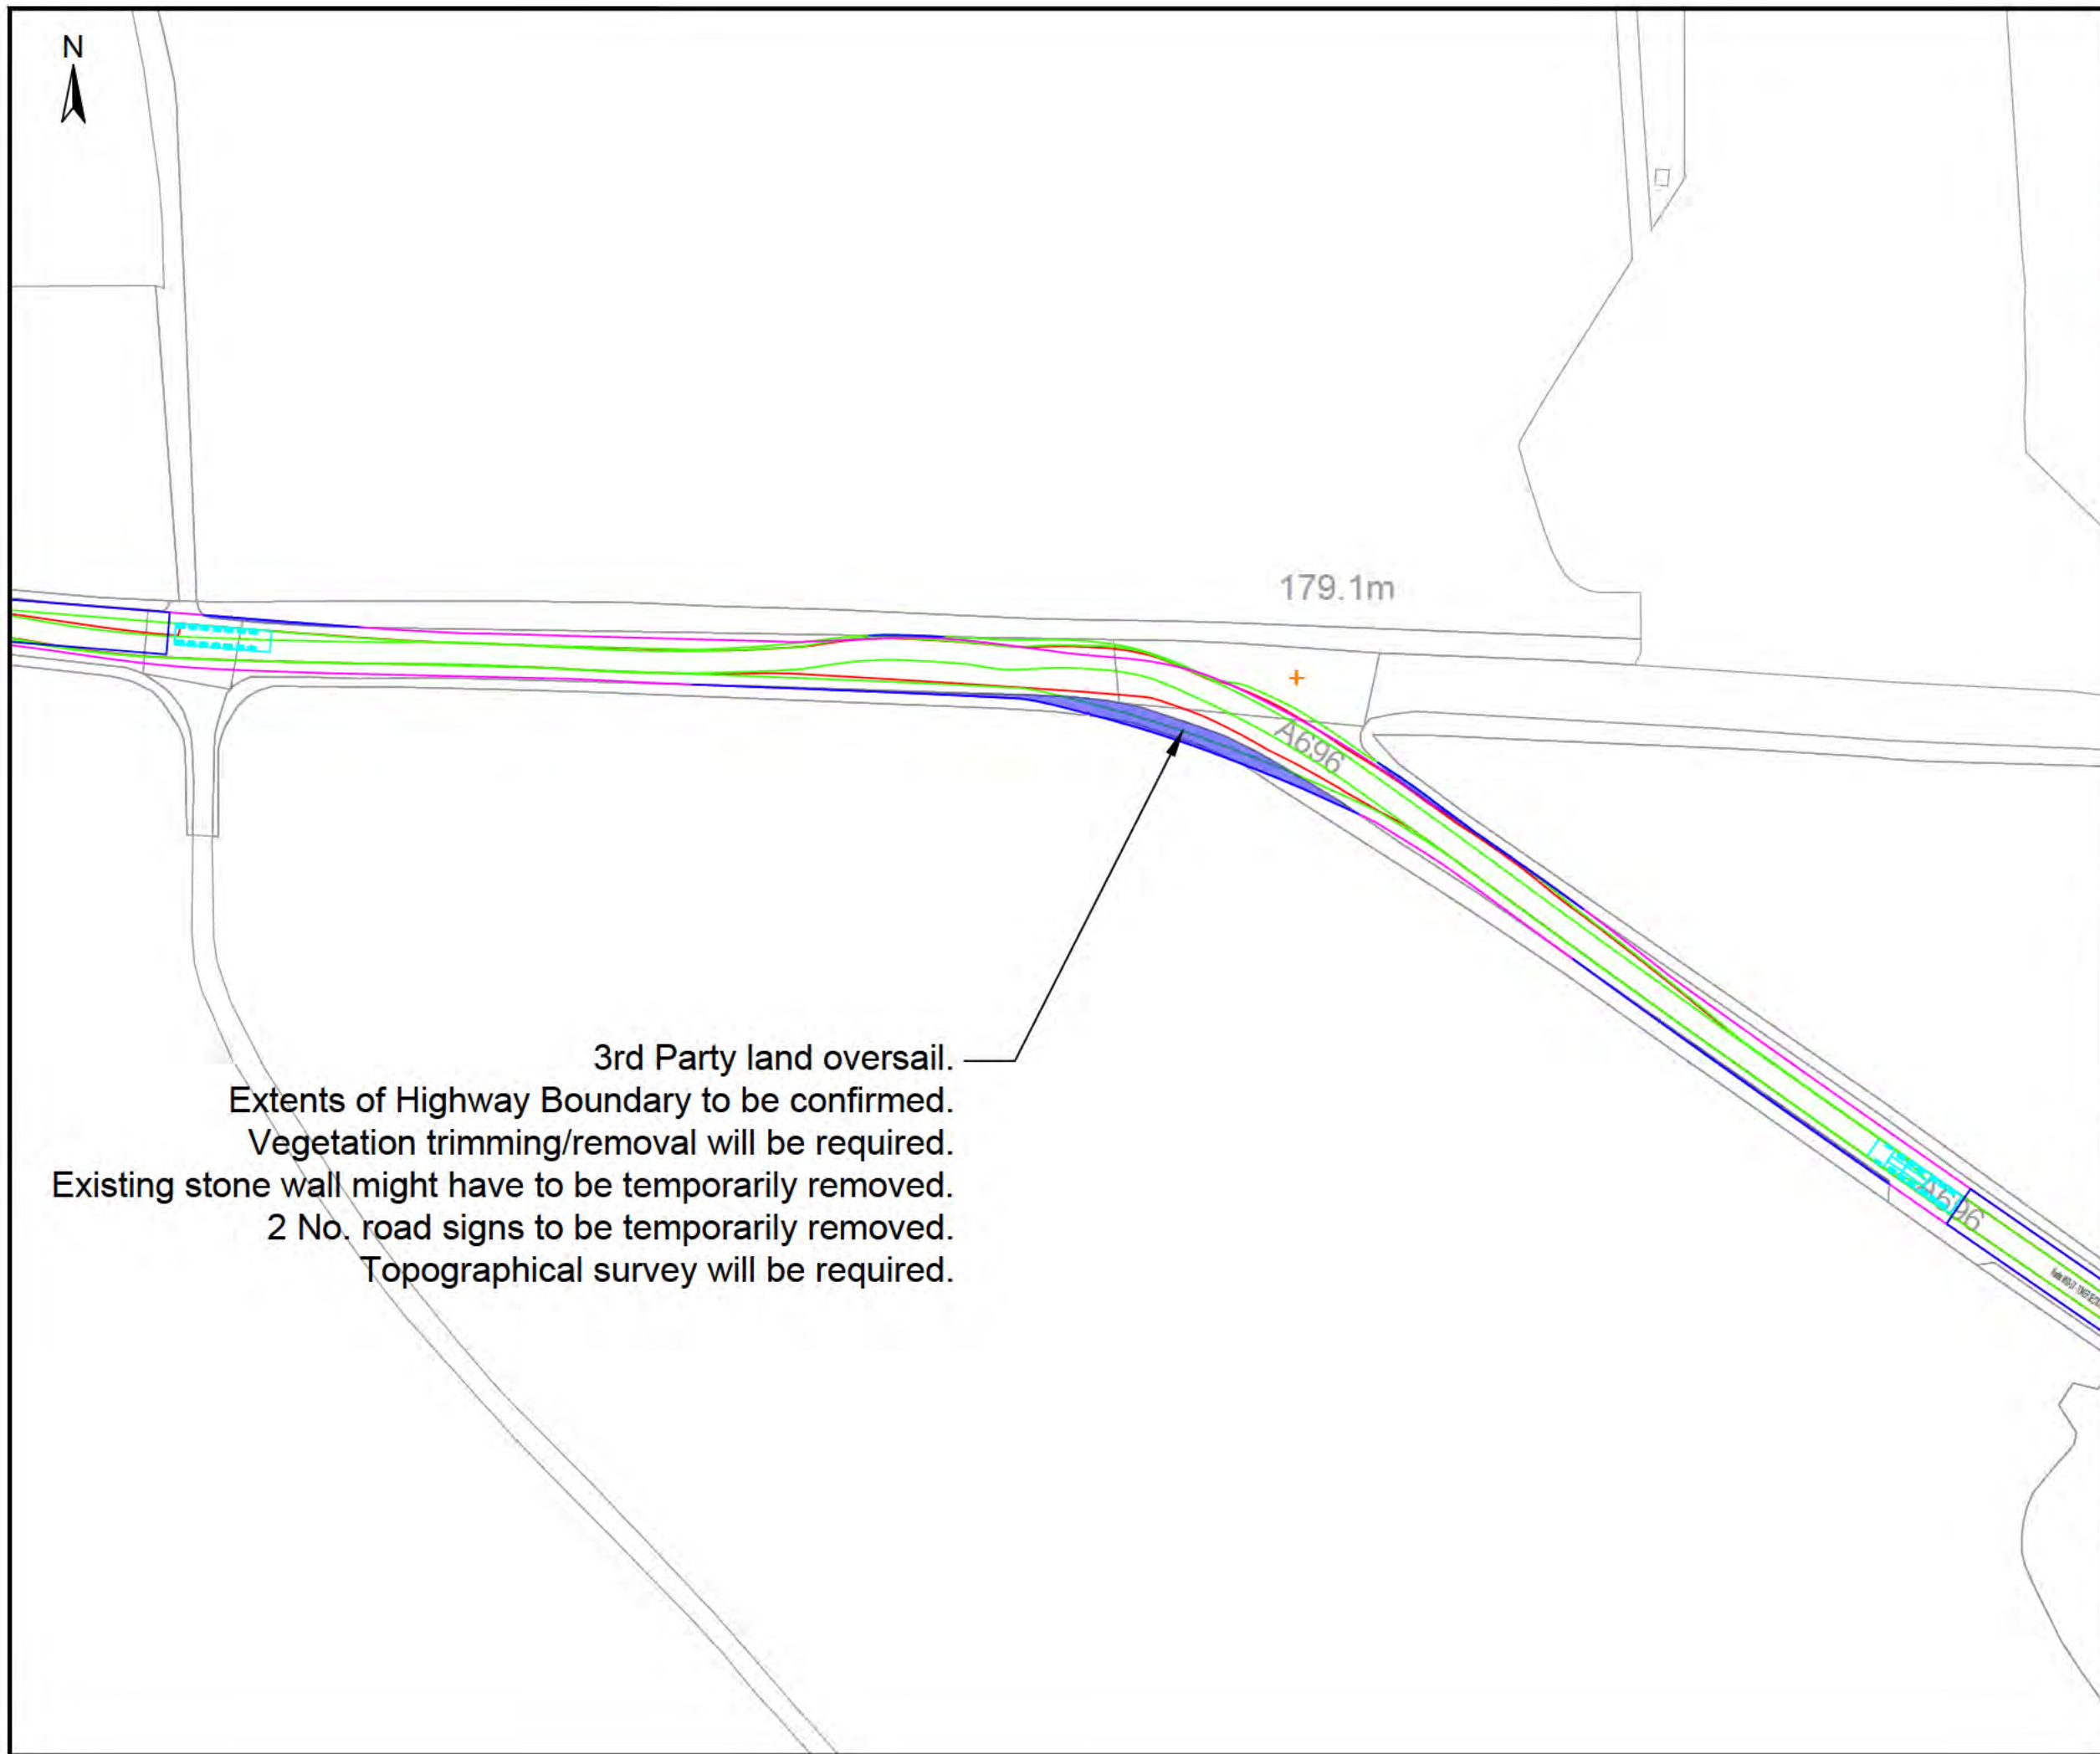 N
179.1m
A696
3rd Party land oversail.
Extents of Highway Boundary to be confirmed.
Vegetation trimming/removal will be required.
Existing stone wall might have to be temporarily removed.
2 No. road signs to be temporarily removed.
Topographical survey will be required.
A696